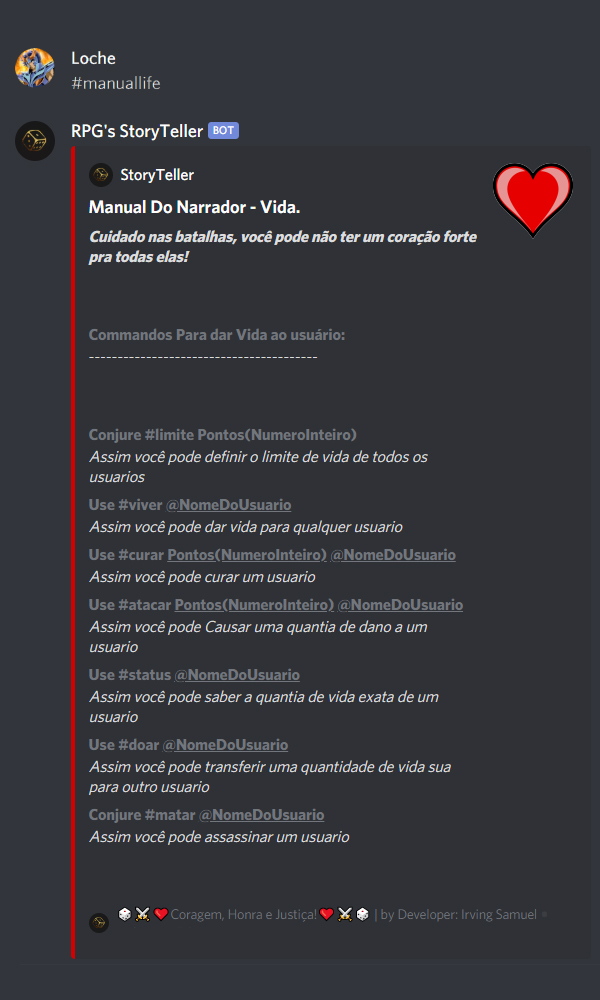 Loche
#manuallife
RPG's StoryTeller BOT
StoryTeller
Manual Do Narrador - Vida.
Cuidado nas batalhas, você pode não ter um coração forte
pra todas elas!
Commandos Para dar Vida ao usuário:
----------------------------------------
Conjure #limite Pontos(NumeroInteiro)
Assim você pode definir o limite de vida de todos os
usuarios
Use #viver @NomeDoUsuario
Assim você pode dar vida para qualquer usuario
Use #curar Pontos(NumeroInteiro) @NomeDoUsuario
Assim você pode curar um usuario
Use #atacar Pontos(NumeroInteiro) @NomeDoUsuario
Assim você pode Causar uma quantia de dano a um
usuario
Use #status @NomeDoUsuario
Assim você pode saber a quantia de vida exata de um
usuario
Use #doar @NomeDoUsuario
Assim você pode transferir uma quantidade de vida sua
para outro usuario
Conjure #matar @NomeDoUsuario
Assim você pode assassinar um usuario
🎲 ⚔️ ❤️ Coragem, Honra e Justiça! ❤️ ⚔️ 🎲 | by Developer: Irving Samuel